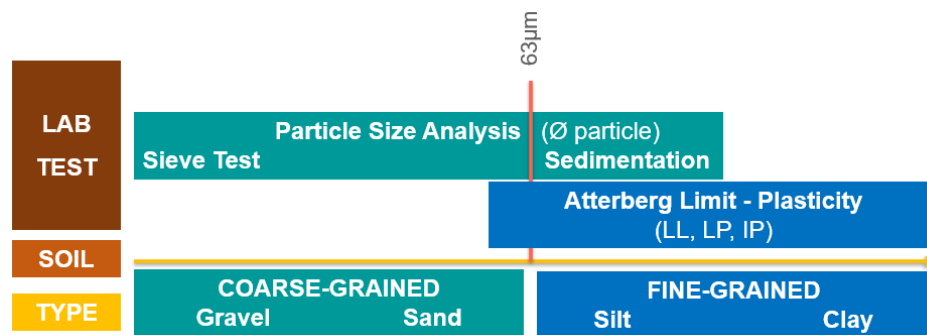 63µm
LAB
TEST
Particle Size Analysis (Ø particle)
Sieve Test Sedimentation
Atterberg Limit - Plasticity
(LL, LP, IP)
SOIL
TYPE
COARSE-GRAINED FINE-GRAINED
Gravel Sand Silt Clay